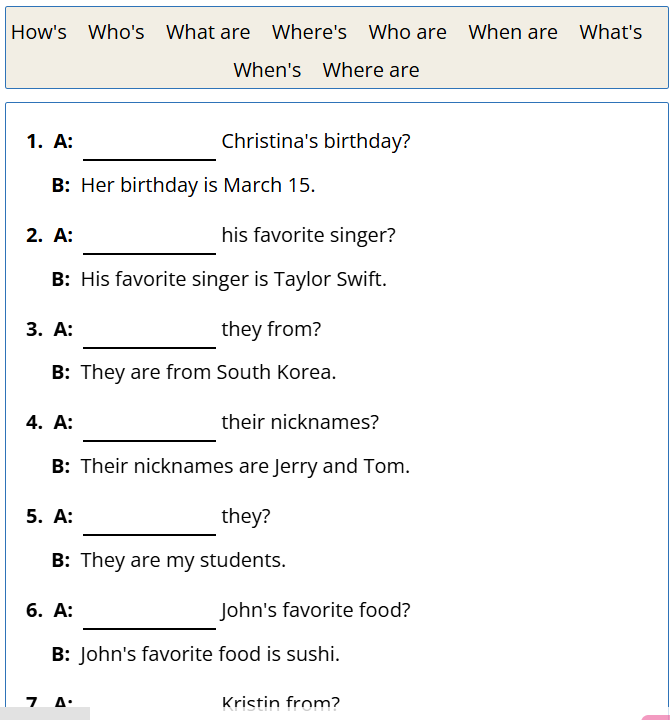 How's Who's What are Where's Who are When are What's
When's Where are
1. A: ____________ Christina's birthday?
B: Her birthday is March 15.
2. A: ____________ his favorite singer?
B: His favorite singer is Taylor Swift.
3. A: ____________ they from?
B: They are from South Korea.
4. A: ____________ their nicknames?
B: Their nicknames are Jerry and Tom.
5. A: ____________ they?
B: They are my students.
6. A: ____________ John's favorite food?
B: John's favorite food is sushi.
7. A: Kristin from?